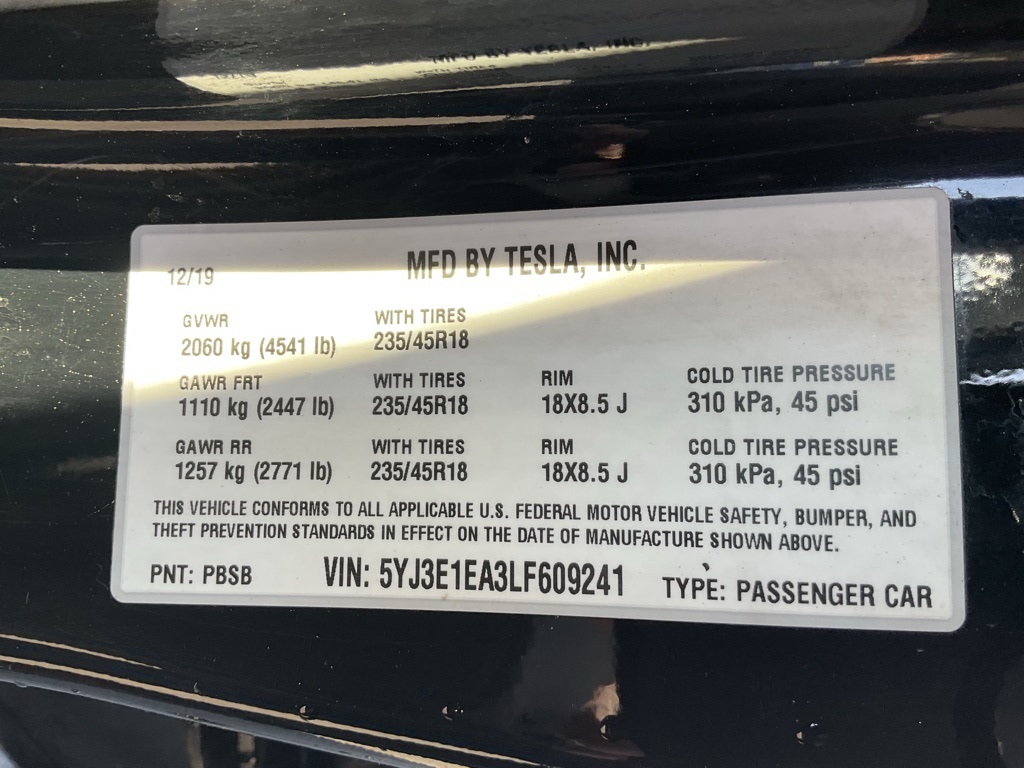 MFD BY TESLA, INC.
12/19
GVWR WITH TIRES
2060 kg (4541 lb) 235/45R18
GAWR FRT WITH TIRES RIM COLD TIRE PRESSURE
1110 kg (2447 lb) 235/45R18 18X8.5 J 310 kPa, 45 psi
GAWR RR WITH TIRES RIM COLD TIRE PRESSURE
1257 kg (2771 lb) 235/45R18 18X8.5 J 310 kPa, 45 psi
THIS VEHICLE CONFORMS TO ALL APPLICABLE U.S. FEDERAL MOTOR VEHICLE SAFETY, BUMPER, AND
THEFT PREVENTION STANDARDS IN EFFECT ON THE DATE OF MANUFACTURE SHOWN ABOVE.
PNT: PBSB VIN: 5YJ3E1EA3LF609241 TYPE: PASSENGER CAR